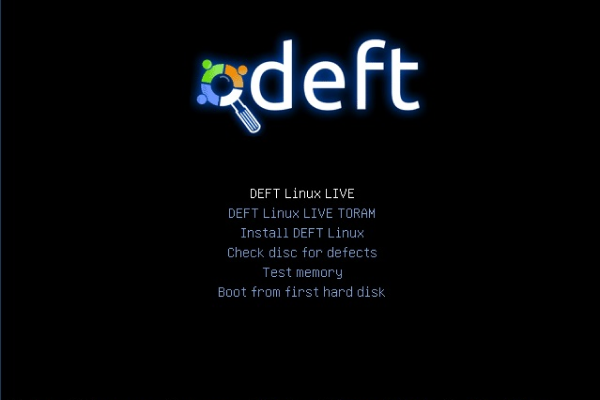 deft
DEFT Linux LIVE
DEFT Linux LIVE TORAM
Install DEFT Linux
Check disc for defects
Test memory
Boot from first hard disk